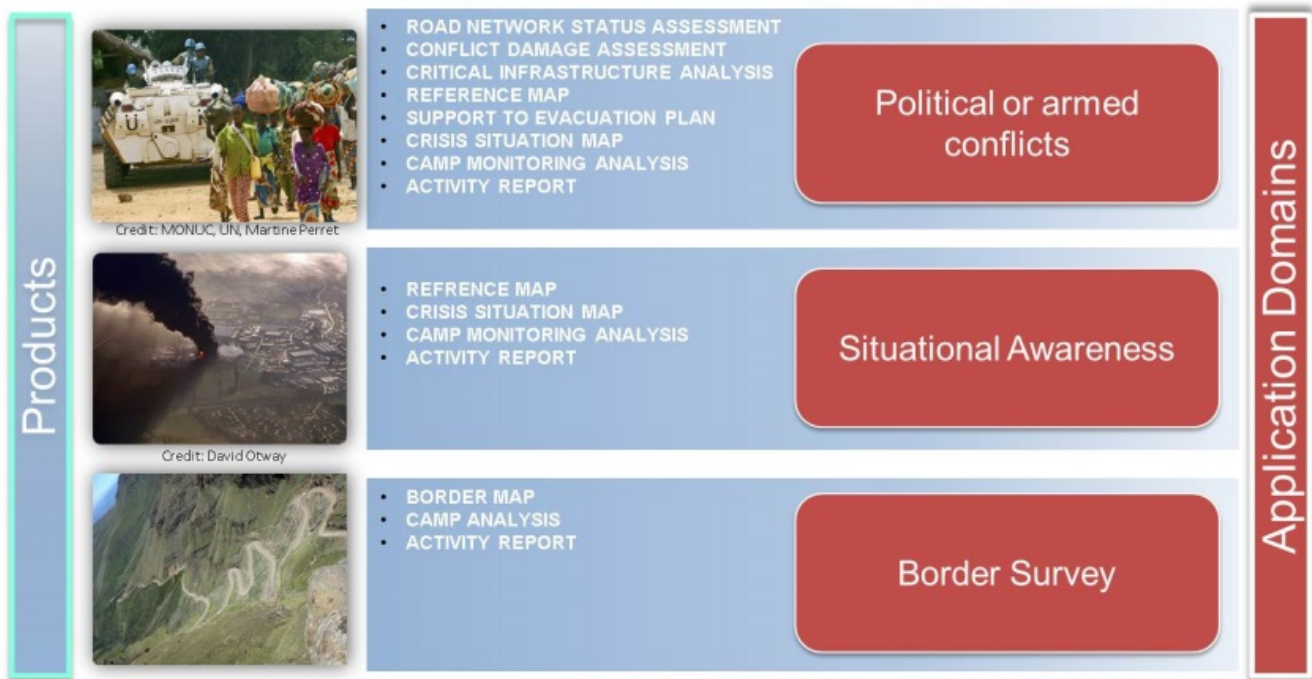 Products
ROAD NETWORK STATUS ASSESSMENT
CONFLICT DAMAGE ASSESSMENT
CRITICAL INFRASTRUCTURE ANALYSIS
REFERENCE MAP
SUPPORT TO EVACUATION PLAN
CRISIS SITUATION MAP
CAMP MONITORING ANALYSIS
ACTIVITY REPORT
Political or armed
conflicts
U
Credit: MONUC, UN, Martine Perret
REFRENCE MAP
CRISIS SITUATION MAP
CAMP MONITORING ANALYSIS
ACTIVITY REPORT
Situational Awareness
Credit: David Otway
BORDER MAP
CAMP ANALYSIS
ACTIVITY REPORT
Border Survey
Application Domains